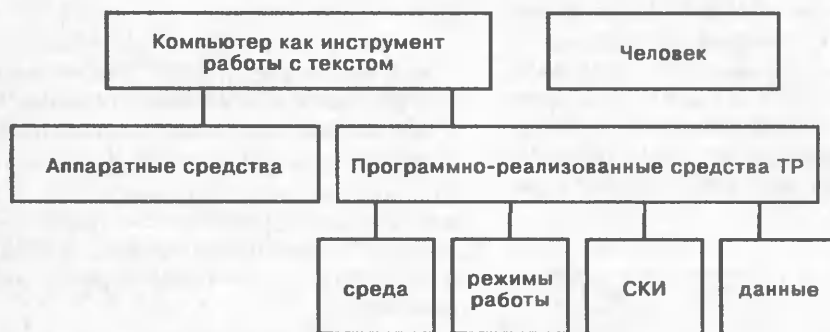 Компьютер как инструмент
работы с текстом
Человек
Аппаратные средства
Программно-реализованные средства ТР
среда
режимы
работы
СКИ
данные